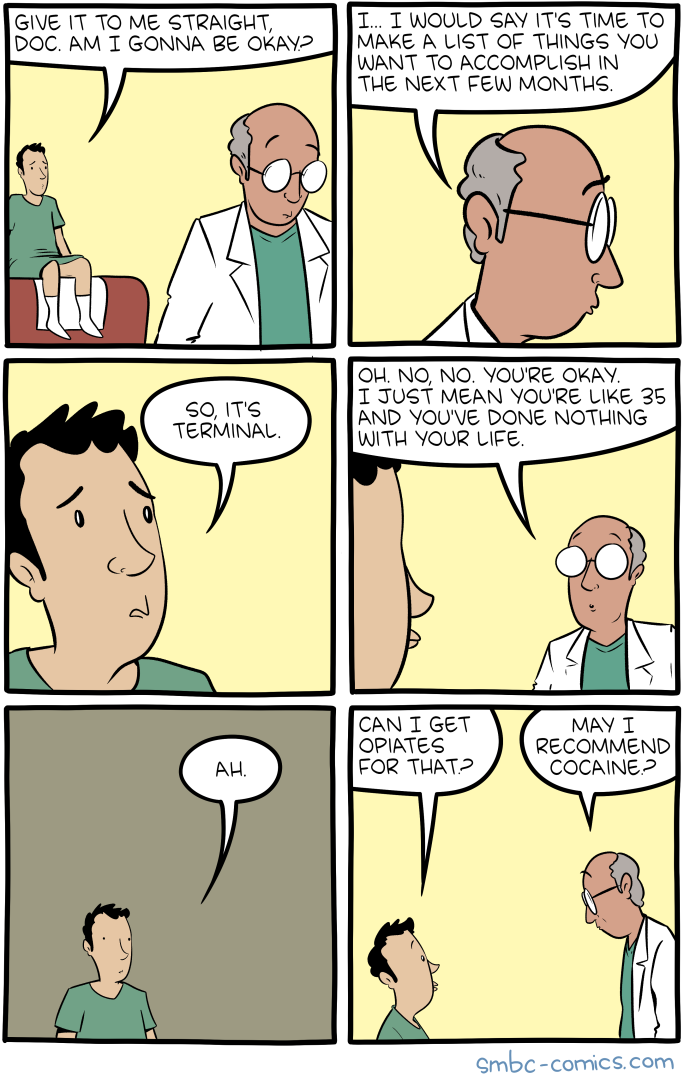 GIVE IT TO ME STRAIGHT,
DOC. AM I GONNA BE OKAY?
I... I WOULD SAY IT'S TIME TO
MAKE A LIST OF THINGS YOU
WANT TO ACCOMPLISH IN
THE NEXT FEW MONTHS.
SO, IT'S
TERMINAL.
OH. NO, NO. YOU'RE OKAY.
I JUST MEAN YOU'RE LIKE 35
AND YOU'VE DONE NOTHING
WITH YOUR LIFE.
AH.
CAN I GET
OPIATES
FOR THAT?
MAY I
RECOMMEND
COCAINE?
smbc-comics.com